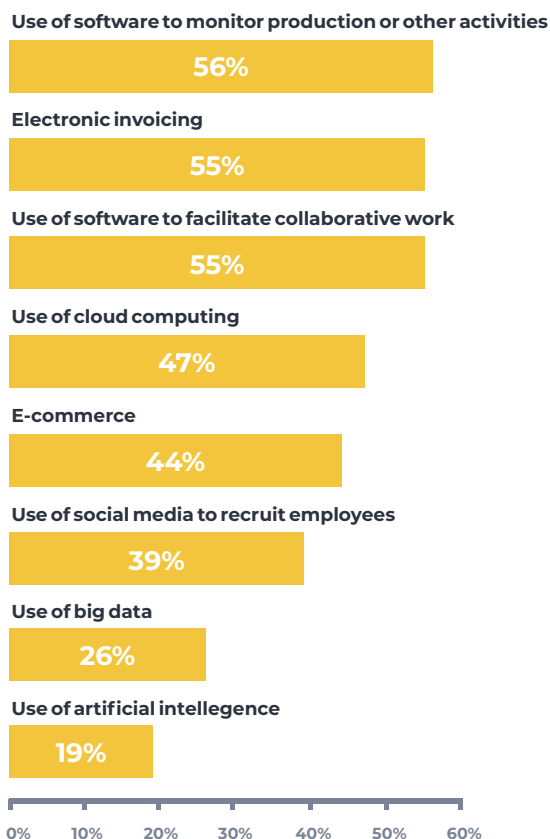 Use of software to monitor production or other activities
56%
Electronic invoicing
55%
Use of software to facilitate collaborative work
55%
Use of cloud computing
47%
E-commerce
44%
Use of social media to recruit employees
39%
Use of big data
26%
Use of artificial intellegence
19%
0% 10% 20% 30% 40% 50% 60%